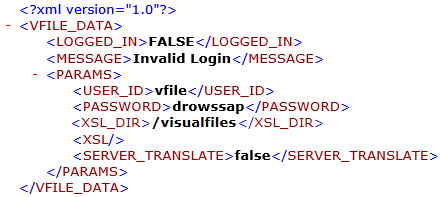 <?xml version="1.0"?>
- <VFILE_DATA>
<LOGGED_IN>FALSE</LOGGED_IN>
<MESSAGE>Invalid Login</MESSAGE>
- <PARAMS>
<USER_ID>vfile</USER_ID>
<PASSWORD>drowssap</PASSWORD>
<XSL_DIR>/visualfiles</XSL_DIR>
<XSL/>
<SERVER_TRANSLATE>false</SERVER_TRANSLATE>
</PARAMS>
</VFILE_DATA>